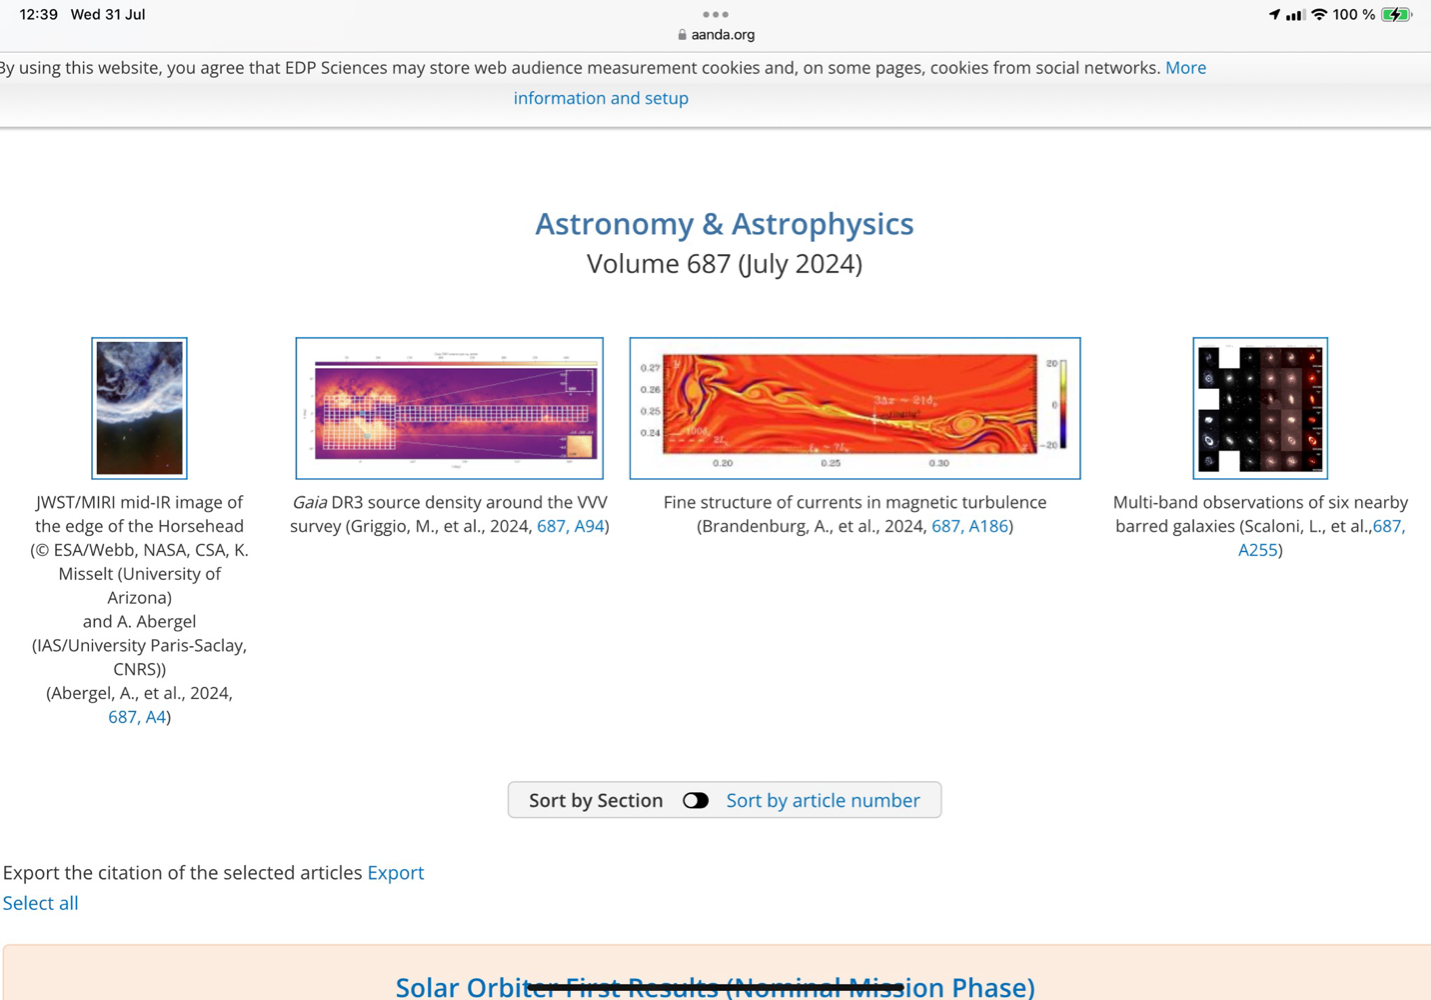 12:39 Wed 31 Jul
100 %
aanda.org
By using this website, you agree that EDP Sciences may store web audience measurement cookies and, on some pages, cookies from social networks. More
information and setup
Astronomy & Astrophysics
Volume 687 (July 2024)
0.27
0.26
0.25
0.24
0.20 0.25 0.30
20
0
−20
3Δx ~ 21dₑ
JWST/MIRI mid-IR image of
the edge of the Horsehead
(© ESA/Webb, NASA, CSA, K.
Misselt (University of
Arizona)
and A. Abergel
(IAS/University Paris-Saclay,
CNRS))
(Abergel, A., et al., 2024,
687, A4)
Gaia DR3 source density around the VVV
survey (Griggio, M., et al., 2024, 687, A94)
Fine structure of currents in magnetic turbulence
(Brandenburg, A., et al., 2024, 687, A186)
Multi-band observations of six nearby
barred galaxies (Scaloni, L., et al.,687,
A255)
Sort by Section Sort by article number
Export the citation of the selected articles Export
Select all
Solar Orbiter First Results (Nominal Mission Phase)